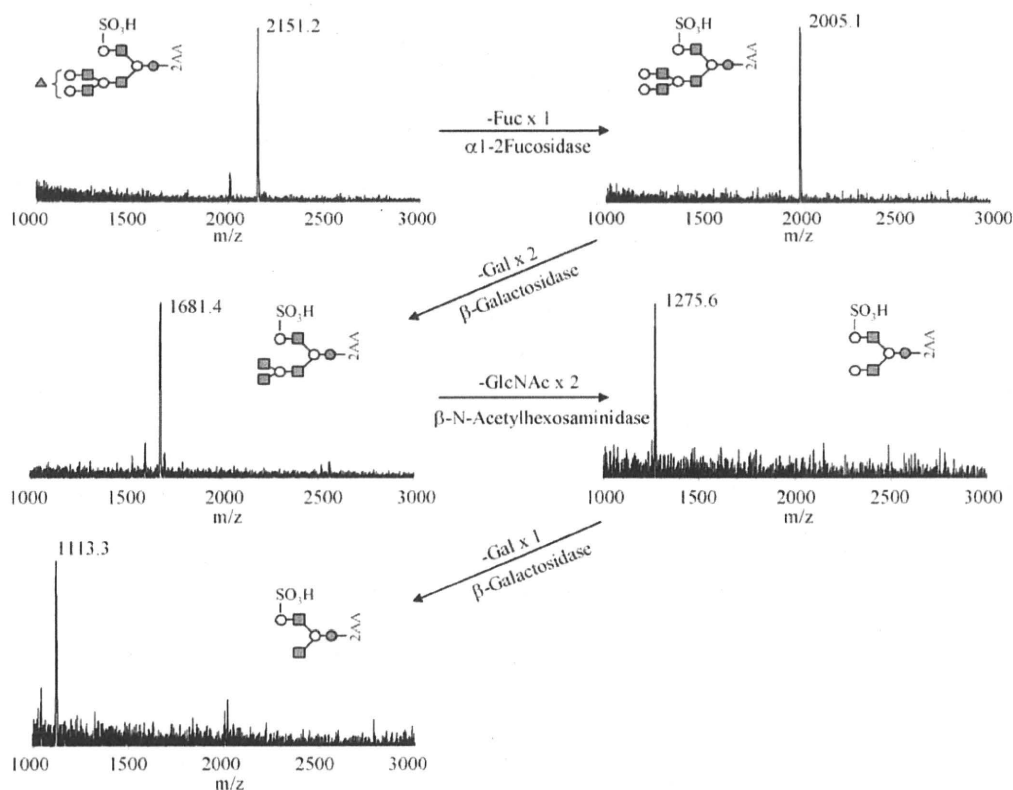 SO3H
2151.2
2AA
1000 1500 2000 2500 3000
m/z
-Fuc x 1
α1-2Fucosidase
SO3H
2005.1
2AA
1000 1500 2000 2500 3000
m/z
-Gal x 2
β-Galactosidase
1681.4
SO3H
2AA
1000 1500 2000 2500 3000
m/z
-GlcNAc x 2
β-N-Acetylhexosaminidase
1275.6
SO3H
2AA
1000 1500 2000 2500 3000
m/z
-Gal x 1
β-Galactosidase
1113.3
SO3H
2AA
1000 1500 2000 2500 3000
m/z